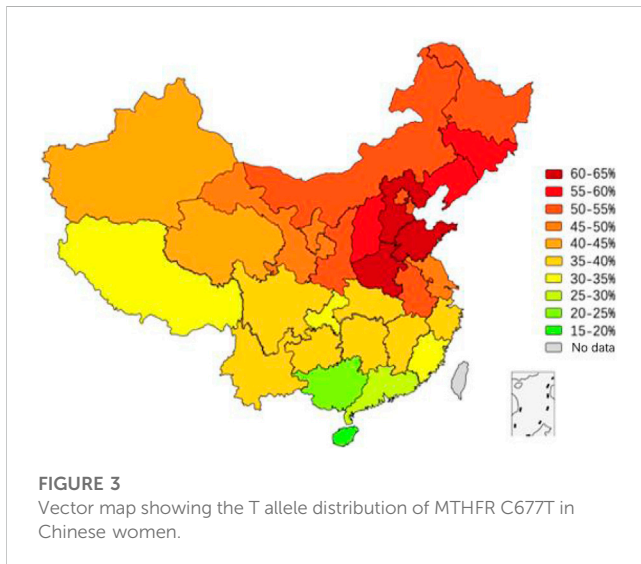 60-65%
55-60%
50-55%
45-50%
40-45%
35-40%
30-35%
25-30%
20-25%
15-20%
No data
FIGURE 3
Vector map showing the T allele distribution of MTHFR C677T in
Chinese women.